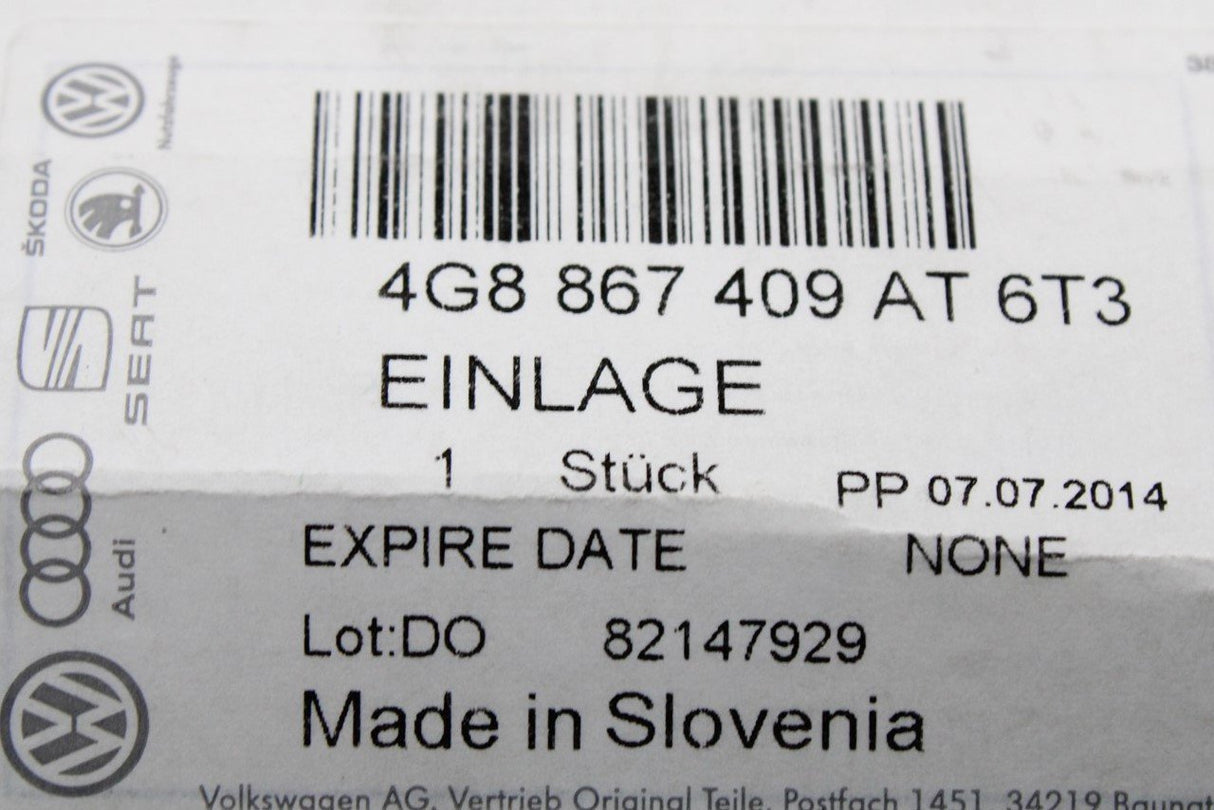 4G8 867 409 AT 6T3
EINLAGE
1 Stück PP 07.07.2014
EXPIRE DATE NONE
Lot:DO 82147929
Made in Slovenia
Volkswagen AG, Vertrieb Original Teile, Postfach 1451, 34219
Nutzfahrzeuge
ŠKODA
SEAT
Audi